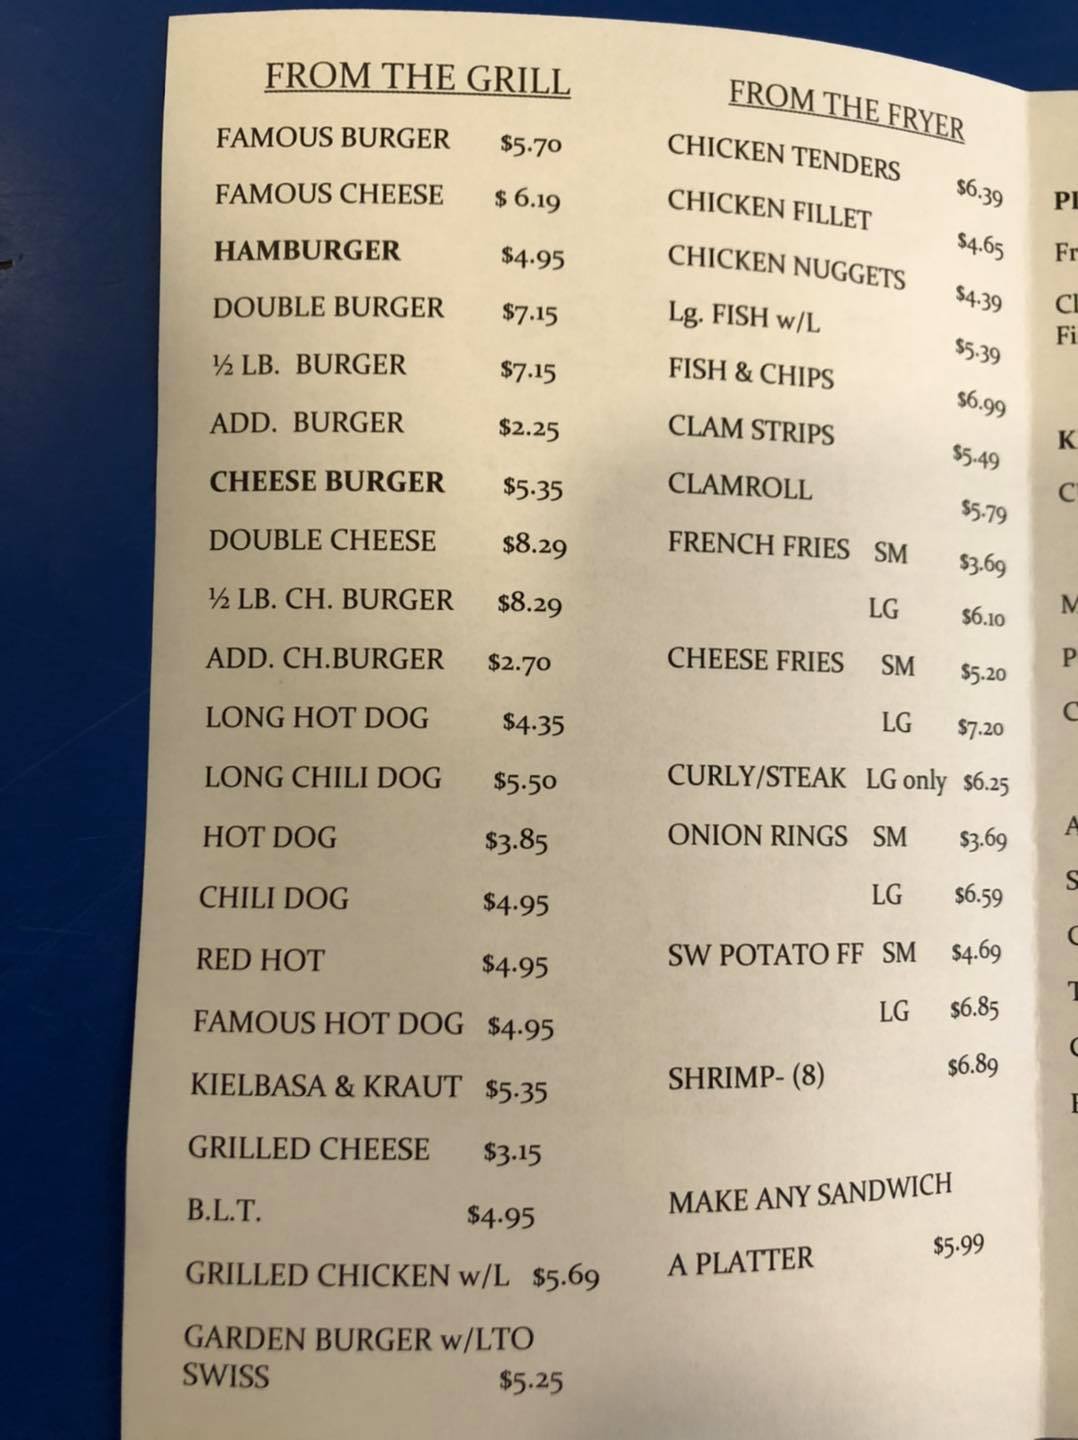 FROM THE GRILL
FAMOUS BURGER $5.70
FAMOUS CHEESE $ 6.19
HAMBURGER $4.95
DOUBLE BURGER $7.15
½ LB. BURGER $7.15
ADD. BURGER $2.25
CHEESE BURGER $5.35
DOUBLE CHEESE $8.29
½ LB. CH. BURGER $8.29
ADD. CH.BURGER $2.70
LONG HOT DOG $4.35
LONG CHILI DOG $5.50
HOT DOG $3.85
CHILI DOG $4.95
RED HOT $4.95
FAMOUS HOT DOG $4.95
KIELBASA & KRAUT $5.35
GRILLED CHEESE $3.15
B.L.T. $4.95
GRILLED CHICKEN w/L $5.69
GARDEN BURGER w/LTO
SWISS $5.25
FROM THE FRYER
CHICKEN TENDERS $6.39
CHICKEN FILLET $4.65
CHICKEN NUGGETS $4.39
Lg. FISH w/L $5.39
FISH & CHIPS $6.99
CLAM STRIPS $5.49
CLAMROLL $5.79
FRENCH FRIES SM $3.69
LG $6.10
CHEESE FRIES SM $5.20
LG $7.20
CURLY/STEAK LG only $6.25
ONION RINGS SM $3.69
LG $6.59
SW POTATO FF SM $4.69
LG $6.85
SHRIMP- (8) $6.89
MAKE ANY SANDWICH
A PLATTER $5.99